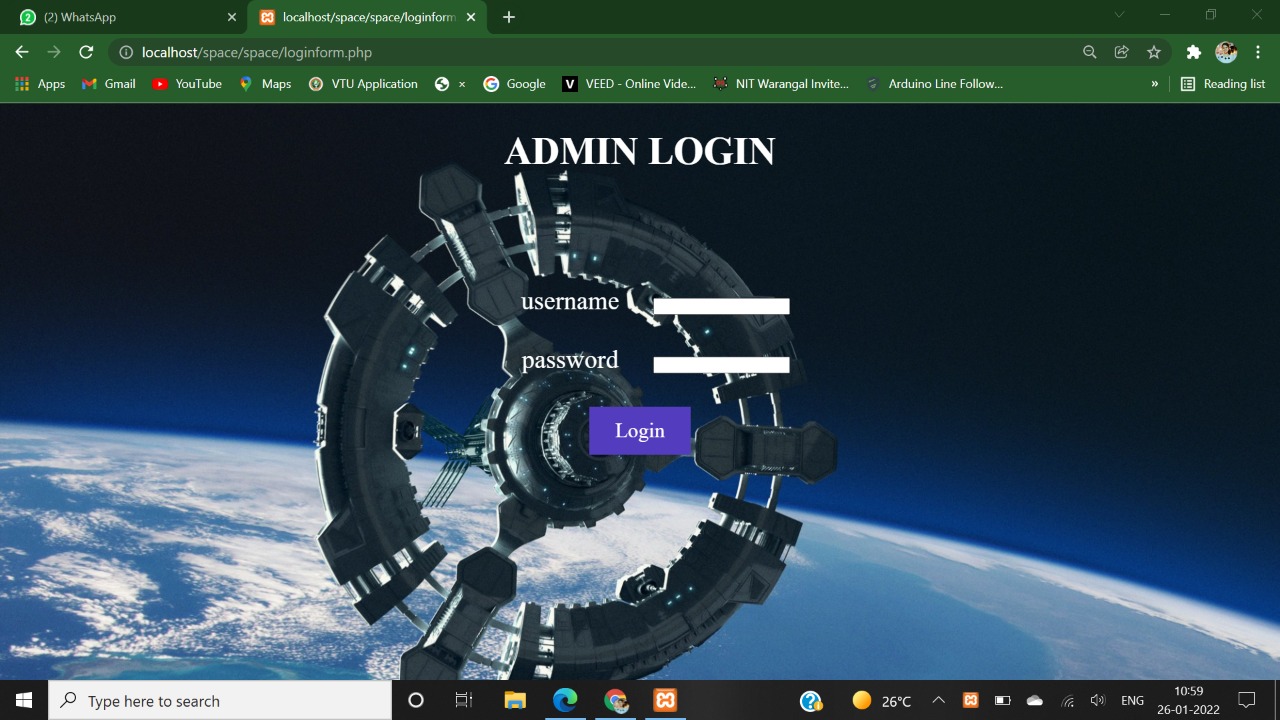 (2) WhatsApp
localhost/space/space/loginform
localhost/space/space/loginform.php
Apps Gmail YouTube Maps VTU Application Google VEED - Online Vide... NIT Warangal Invite... Arduino Line Follow... » Reading list
ADMIN LOGIN
username
password
Login
Type here to search
26°C ENG 10:59
26-01-2022